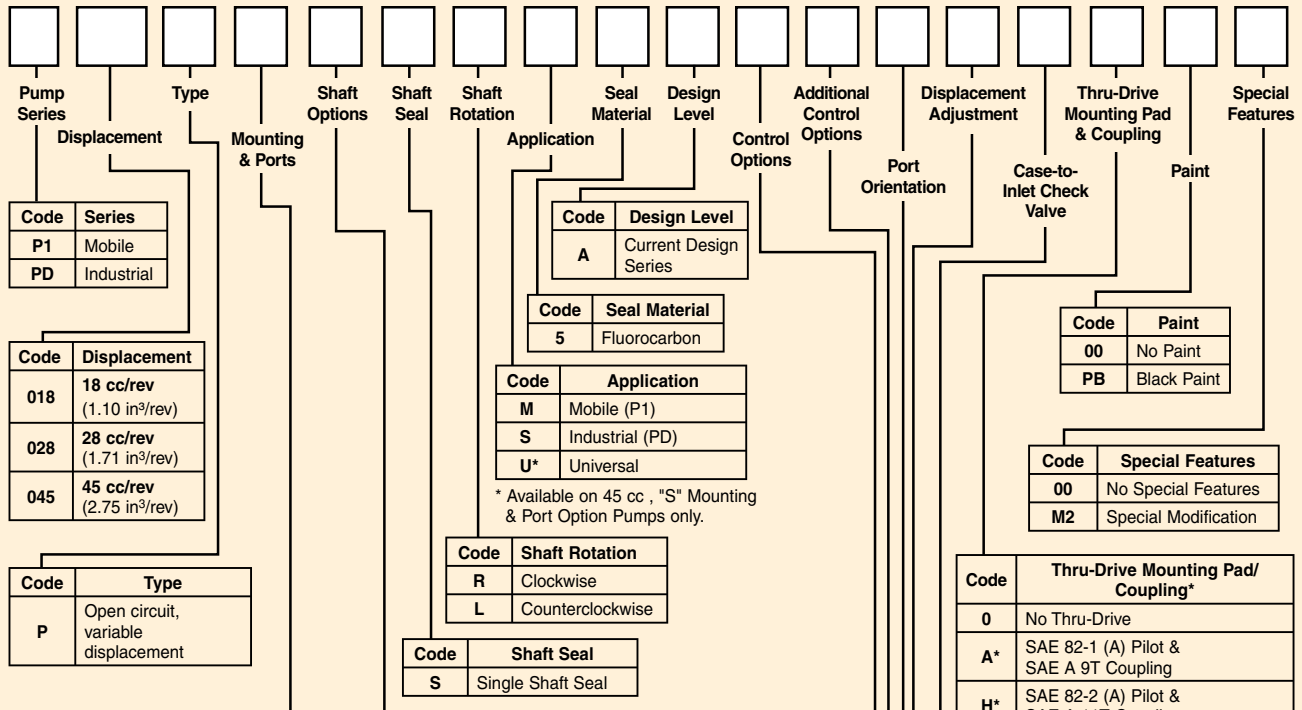 Pump
Series
Displacement
Type
Mounting
& Ports
Shaft
Options
Shaft
Seal
Shaft
Rotation
Application
Seal
Material
Design
Level
Control
Options
Additional
Control
Options
Port
Orientation
Displacement
Adjustment
Case-to-
Inlet Check
Valve
Thru-Drive
Mounting Pad
& Coupling
Paint
Special
Features
Code Series
P1 Mobile
PD Industrial
Code Displacement
018 18 cc/rev
(1.10 in³/rev)
028 28 cc/rev
(1.71 in³/rev)
045 45 cc/rev
(2.75 in³/rev)
Code Type
P Open circuit,
variable
displacement
Code Design Level
A Current Design
Series
Code Seal Material
5 Fluorocarbon
Code Application
M Mobile (P1)
S Industrial (PD)
U* Universal
* Available on 45 cc , "S" Mounting
& Port Option Pumps only.
Code Shaft Rotation
R Clockwise
L Counterclockwise
Code Shaft Seal
S Single Shaft Seal
Code Paint
00 No Paint
PB Black Paint
Code Special Features
00 No Special Features
M2 Special Modification
Code Thru-Drive Mounting Pad/
Coupling*
0 No Thru-Drive
A* SAE 82-1 (A) Pilot &
SAE A 9T Coupling
H* SAE 82-2 (A) Pilot &